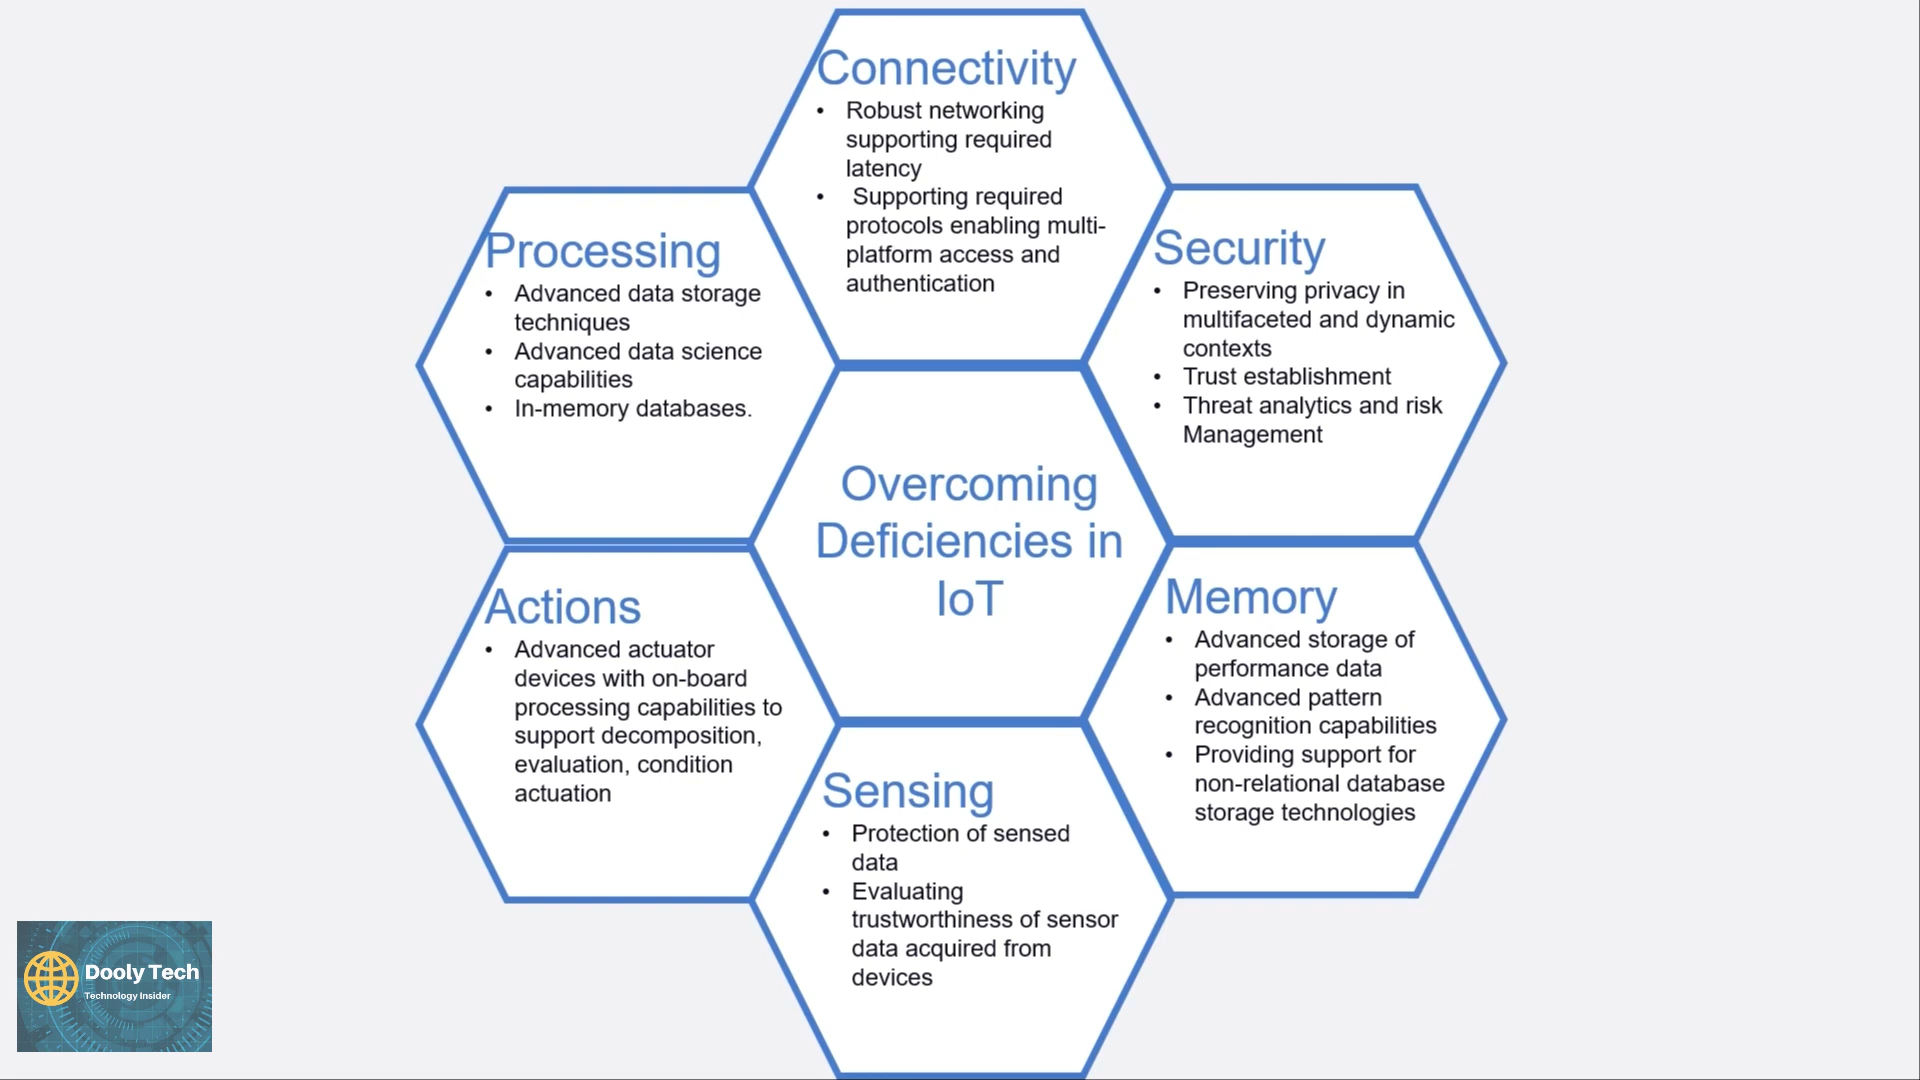 Connectivity
• Robust networking
supporting required
latency
• Supporting required
protocols enabling multi-
platform access and
authentication
Processing
• Advanced data storage
techniques
• Advanced data science
capabilities
• In-memory databases.
Security
• Preserving privacy in
multifaceted and dynamic
contexts
• Trust establishment
• Threat analytics and risk
Management
Overcoming
Deficiencies in
IoT
Actions
• Advanced actuator
devices with on-board
processing capabilities to
support decomposition,
evaluation, condition
actuation
Memory
• Advanced storage of
performance data
• Advanced pattern
recognition capabilities
• Providing support for
non-relational database
storage technologies
Sensing
• Protection of sensed
data
• Evaluating
trustworthiness of sensor
data acquired from
devices
Dooly Tech
Technology Insider